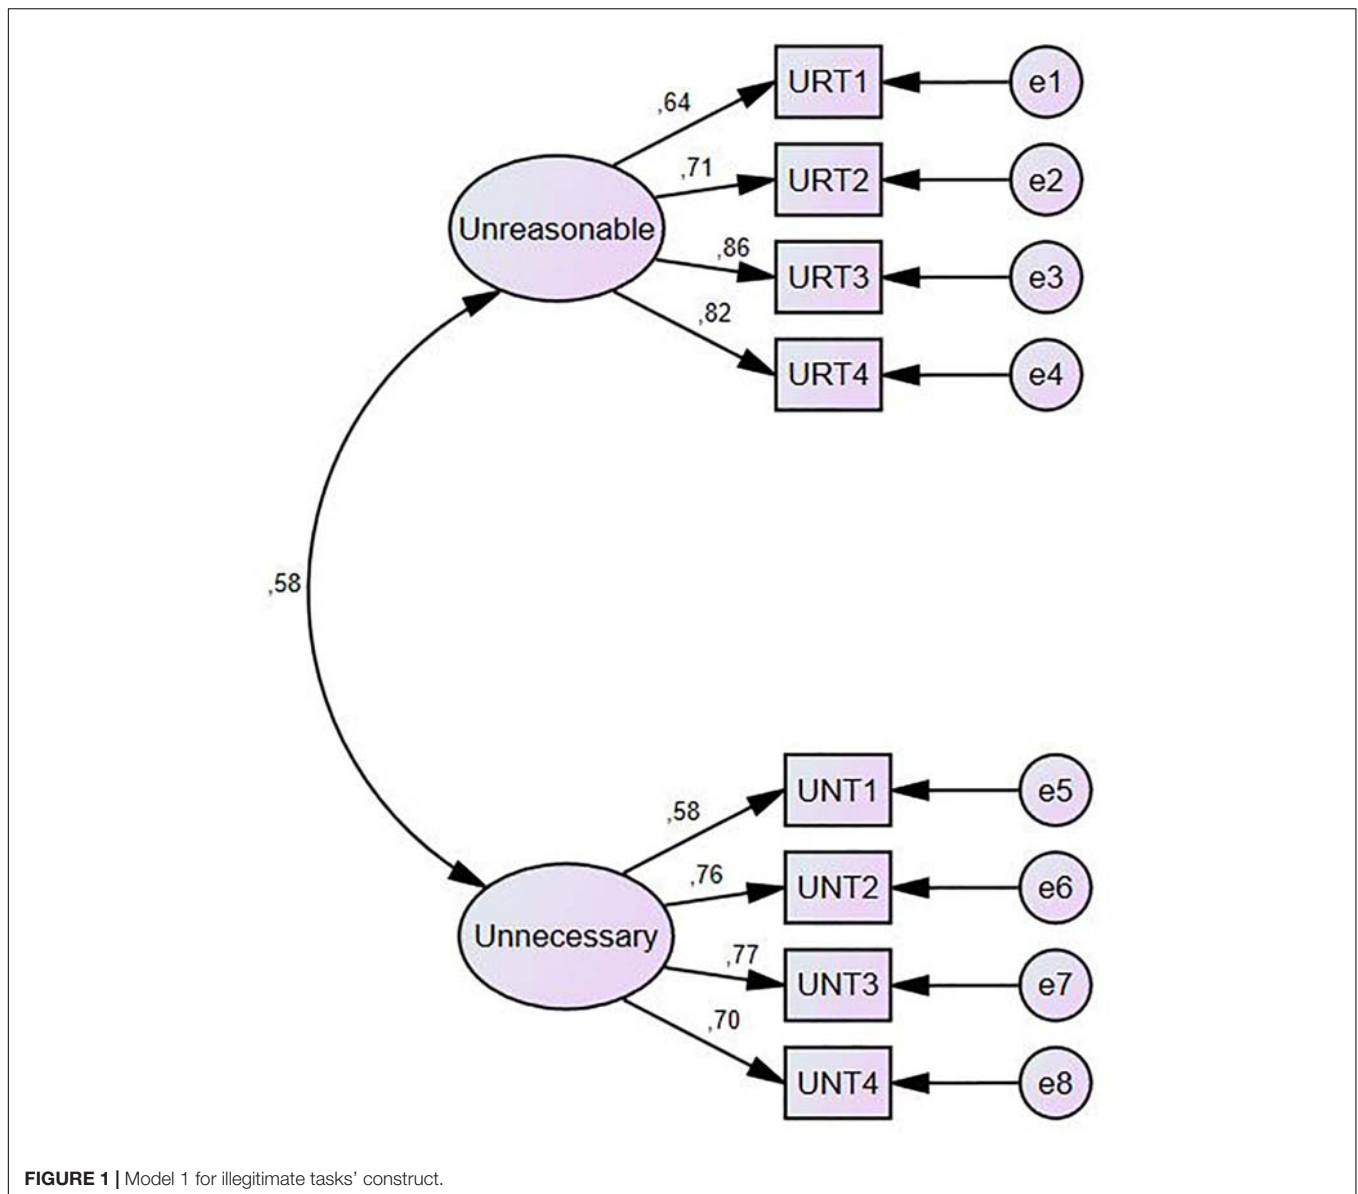 ,64
URT1
e1
,71
URT2
e2
Unreasonable
,86
URT3
e3
,82
URT4
e4
,58
,58
UNT1
e5
,76
UNT2
e6
Unnecessary
,77
UNT3
e7
,70
UNT4
e8
FIGURE 1 | Model 1 for illegitimate tasks’ construct.